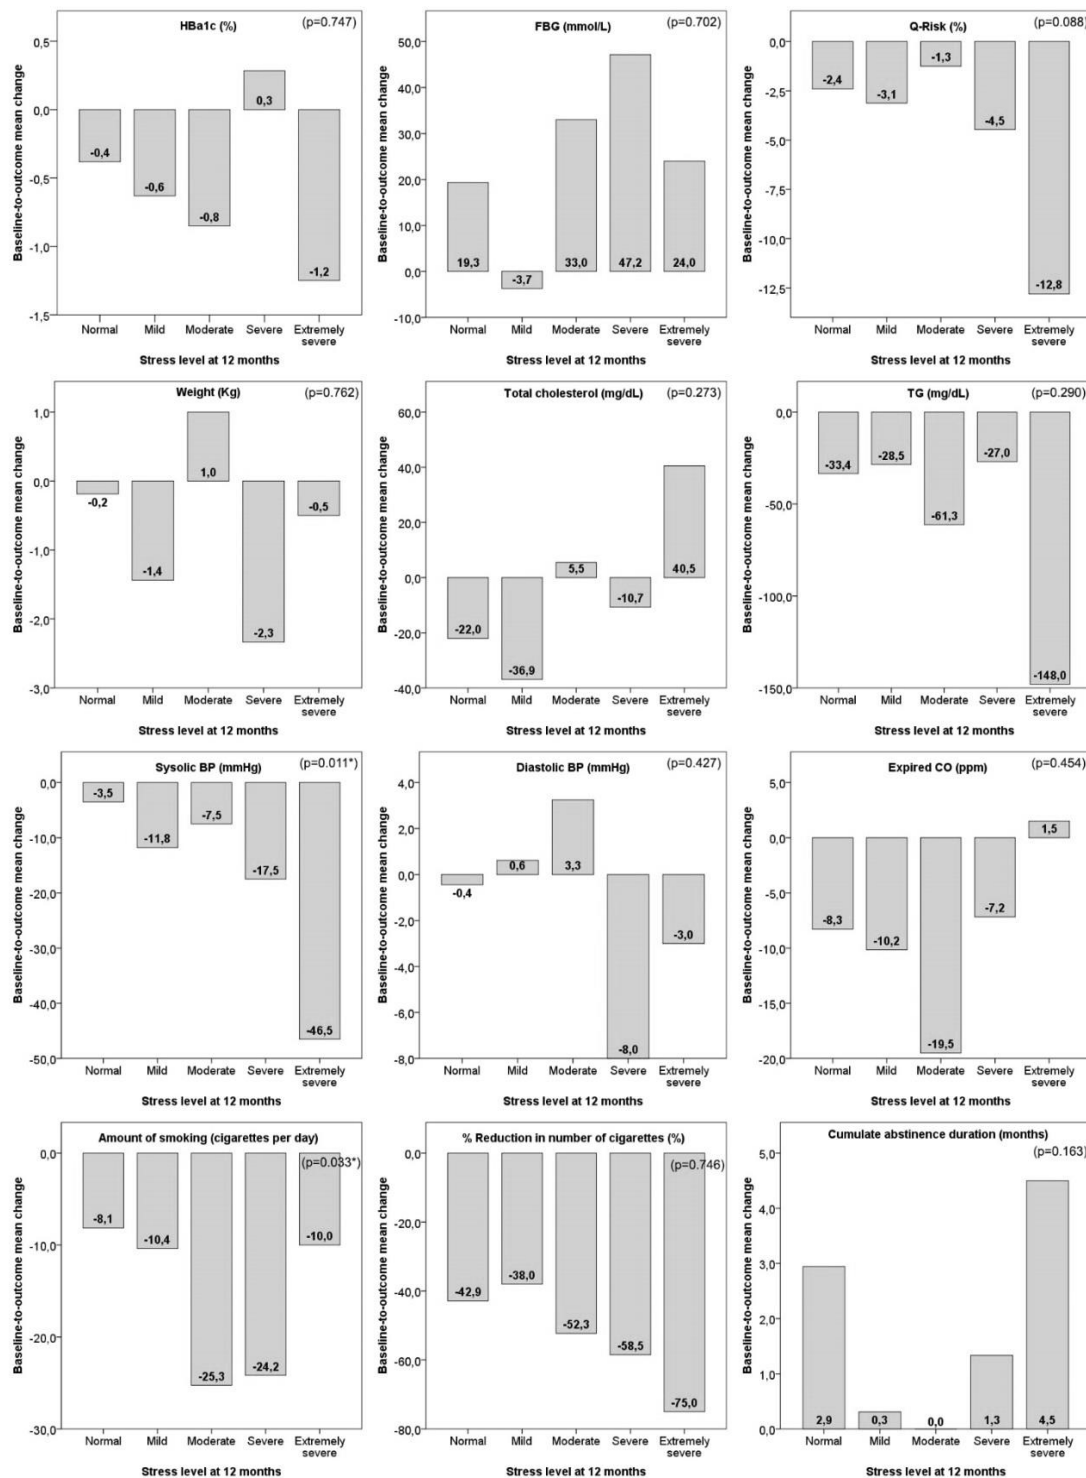 HBa1c (%)
(p=0.747)
Baseline-to-outcome mean change
0,5
0,0
-0,5
-1,0
-1,5
-0,4
-0,6
-0,8
0,3
-1,2
Normal Mild Moderate Severe Extremely
severe
Stress level at 12 months
FBG (mmol/L)
(p=0.702)
Baseline-to-outcome mean change
50,0
40,0
30,0
20,0
10,0
0,0
-10,0
19,3
-3,7
33,0
47,2
24,0
Normal Mild Moderate Severe Extremely
severe
Stress level at 12 months
Q-Risk (%)
(p=0.088)
Baseline-to-outcome mean change
0,0
-2,5
-5,0
-7,5
-10,0
-12,5
-2,4
-3,1
-1,3
-4,5
-12,8
Normal Mild Moderate Severe Extremely
severe
Stress level at 12 months
Weight (Kg)
(p=0.762)
Baseline-to-outcome mean change
1,0
0,0
-1,0
-2,0
-3,0
-0,2
-1,4
1,0
-2,3
-0,5
Normal Mild Moderate Severe Extremely
severe
Stress level at 12 months
Total cholesterol (mg/dL)
(p=0.273)
Baseline-to-outcome mean change
60,0
40,0
20,0
0,0
-20,0
-40,0
-22,0
-36,9
5,5
-10,7
40,5
Normal Mild Moderate Severe Extremely
severe
Stress level at 12 months
TG (mg/dL)
(p=0.290)
Baseline-to-outcome mean change
0,0
-50,0
-100,0
-150,0
-33,4
-28,5
-61,3
-27,0
-148,0
Normal Mild Moderate Severe Extremely
severe
Stress level at 12 months
Sysolic BP (mmHg)
(p=0.011*)
Baseline-to-outcome mean change
0,0
-10,0
-20,0
-30,0
-40,0
-50,0
-3,5
-11,8
-7,5
-17,5
-46,5
Normal Mild Moderate Severe Extremely
severe
Stress level at 12 months
Diastolic BP (mmHg)
(p=0.427)
Baseline-to-outcome mean change
4,0
2,0
0,0
-2,0
-4,0
-6,0
-8,0
-0,4
0,6
3,3
-8,0
-3,0
Normal Mild Moderate Severe Extremely
severe
Stress level at 12 months
Expired CO (ppm)
(p=0.454)
Baseline-to-outcome mean change
5,0
0,0
-5,0
-10,0
-15,0
-20,0
-8,3
-10,2
-19,5
-7,2
1,5
Normal Mild Moderate Severe Extremely
severe
Stress level at 12 months
Amount of smoking (cigarettes per day)
(p=0.033*)
Baseline-to-outcome mean change
0,0
-10,0
-20,0
-30,0
-8,1
-10,4
-25,3
-24,2
-10,0
Normal Mild Moderate Severe Extremely
severe
Stress level at 12 months
% Reduction in number of cigarettes (%)
(p=0.746)
Baseline-to-outcome mean change
0,0
-20,0
-40,0
-60,0
-80,0
-42,9
-38,0
-52,3
-58,5
-75,0
Normal Mild Moderate Severe Extremely
severe
Stress level at 12 months
Cumulate abstinence duration (months)
(p=0.163)
Baseline-to-outcome mean change
5,0
4,0
3,0
2,0
1,0
0,0
2,9
0,3
0,0
1,3
4,5
Normal Mild Moderate Severe Extremely
severe
Stress level at 12 months